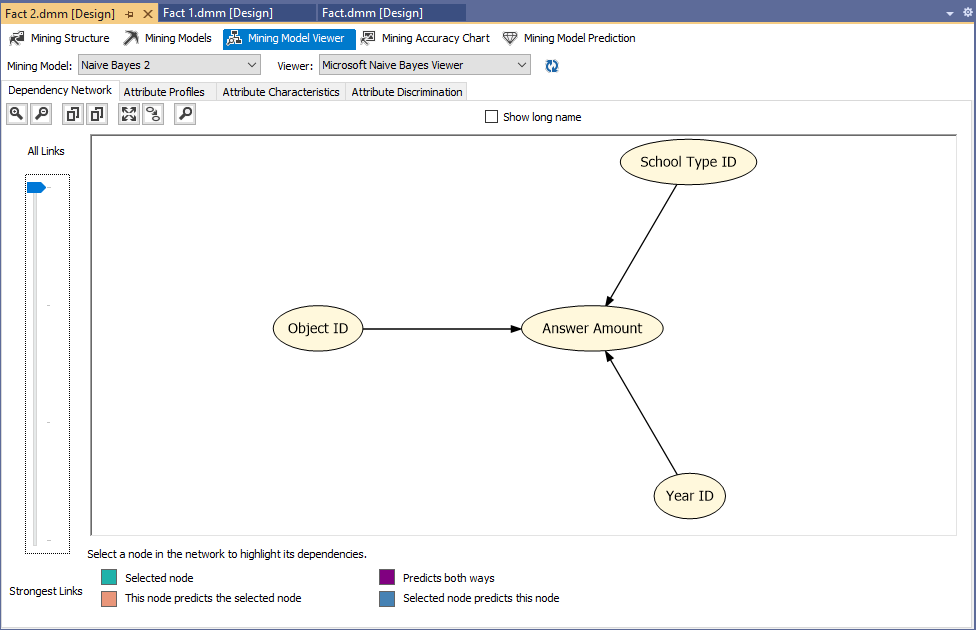 Fact 2.dmm [Design] Fact 1.dmm [Design] Fact.dmm [Design]
Mining Structure Mining Models Mining Model Viewer Mining Accuracy Chart Mining Model Prediction
Mining Model: Naive Bayes 2 Viewer: Microsoft Naive Bayes Viewer
Dependency Network Attribute Profiles Attribute Characteristics Attribute Discrimination
Show long name
All Links
School Type ID
Object ID Answer Amount
Year ID
Select a node in the network to highlight its dependencies.
Selected node Predicts both ways
Strongest Links
This node predicts the selected node Selected node predicts this node